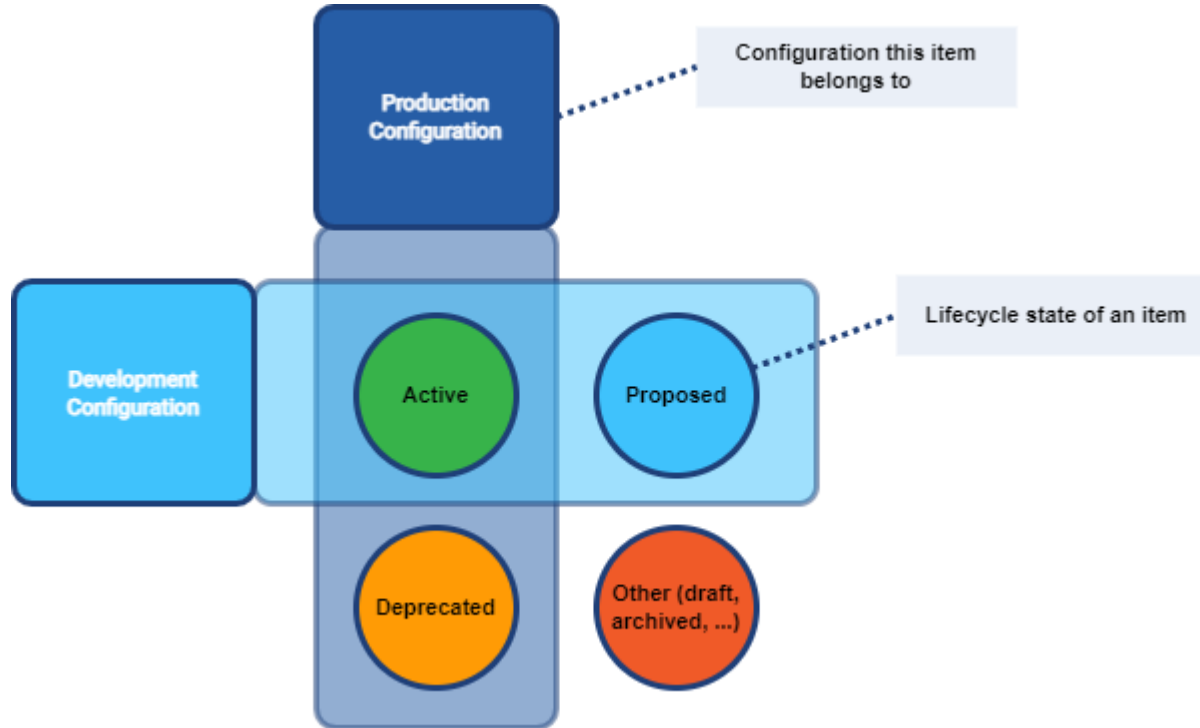 Production
Configuration
Configuration this item
belongs to
Lifecycle state of an item
Development
Configuration
Active
Proposed
Deprecated
Other (draft,
archived, ...)